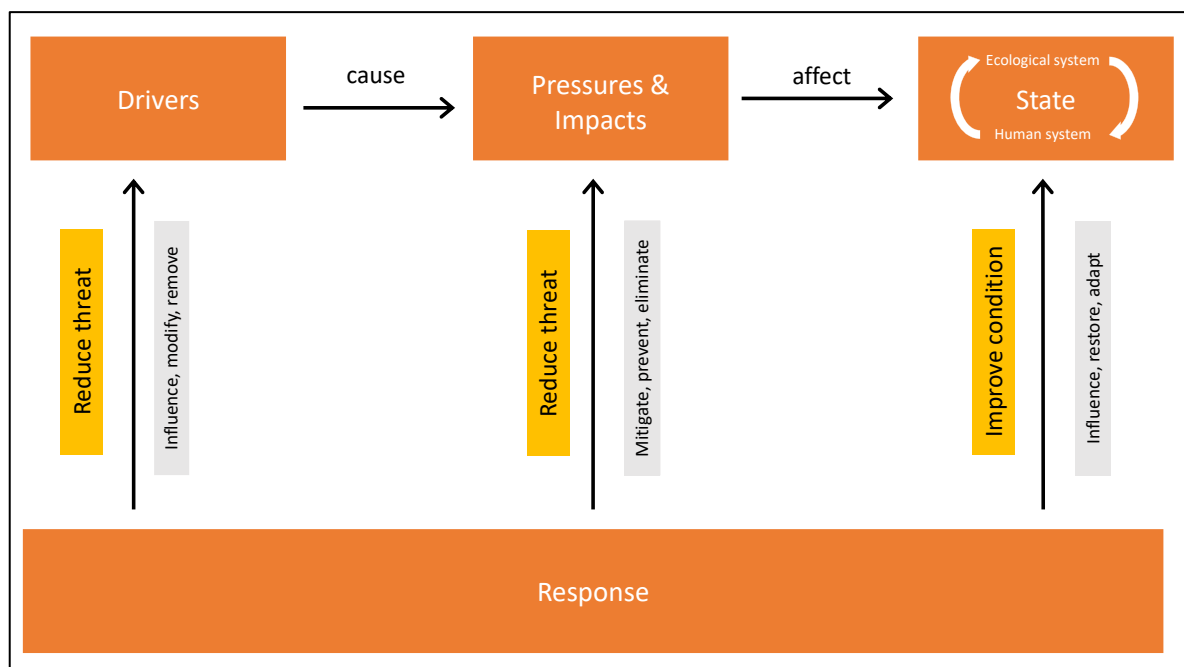 Drivers
cause
Pressures &
Impacts
affect
Ecological system
State
Human system
Reduce threat
Influence, modify, remove
Reduce threat
Mitigate, prevent, eliminate
Improve condition
Influence, restore, adapt
Response